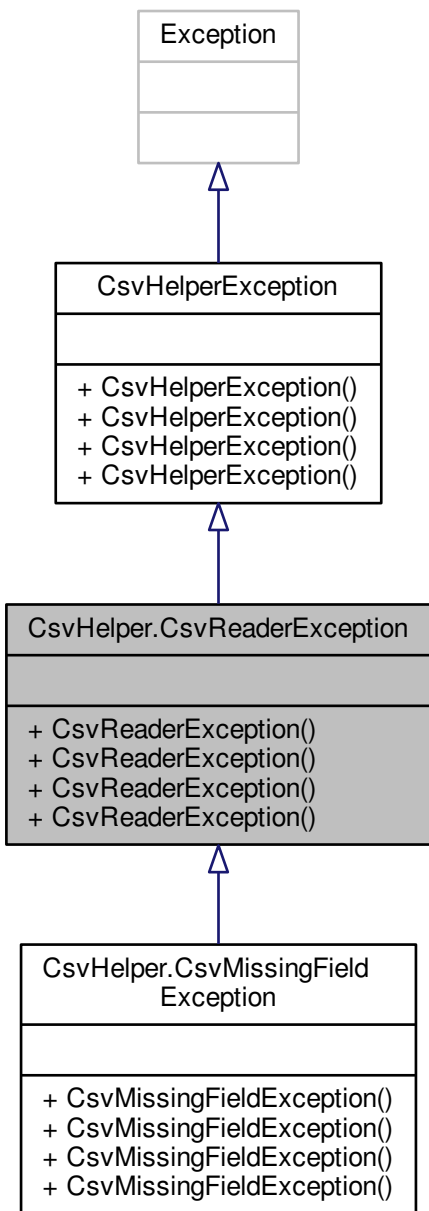 Exception
CsvHelperException
+ CsvHelperException()
+ CsvHelperException()
+ CsvHelperException()
+ CsvHelperException()
CsvHelper.CsvReaderException
+ CsvReaderException()
+ CsvReaderException()
+ CsvReaderException()
+ CsvReaderException()
CsvHelper.CsvMissingField
Exception
+ CsvMissingFieldException()
+ CsvMissingFieldException()
+ CsvMissingFieldException()
+ CsvMissingFieldException()